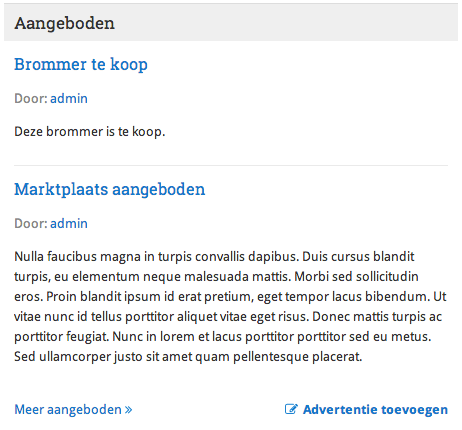 Aangeboden
Brommer te koop
Door: admin
Deze brommer is te koop.
Marktplaats aangeboden
Door: admin
Nulla faucibus magna in turpis convallis dapibus. Duis cursus blandit
turpis, eu elementum neque malesuada mattis. Morbi sed sollicitudin
eros. Proin blandit ipsum id erat pretium, eget tempor lacus bibendum. Ut
vitae nunc id tellus porttitor aliquet vitae eget risus. Donec mattis turpis ac
porttitor feugiat. Nunc in lorem et lacus porttitor porttitor sed eu metus.
Sed ullamcorper justo sit amet quam pellentesque placerat.
Meer aangeboden » Advertentie toevoegen